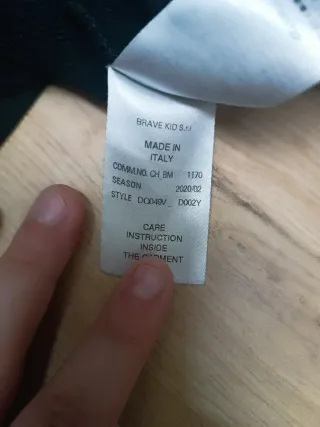 BRAVE KID S.r.l
MADE IN
ITALY
COMM.NO. CH_BM 1170
SEASON 2020/02
STYLE DC049V_ D002Y
CARE
INSTRUCTION
INSIDE
THE GARMENT